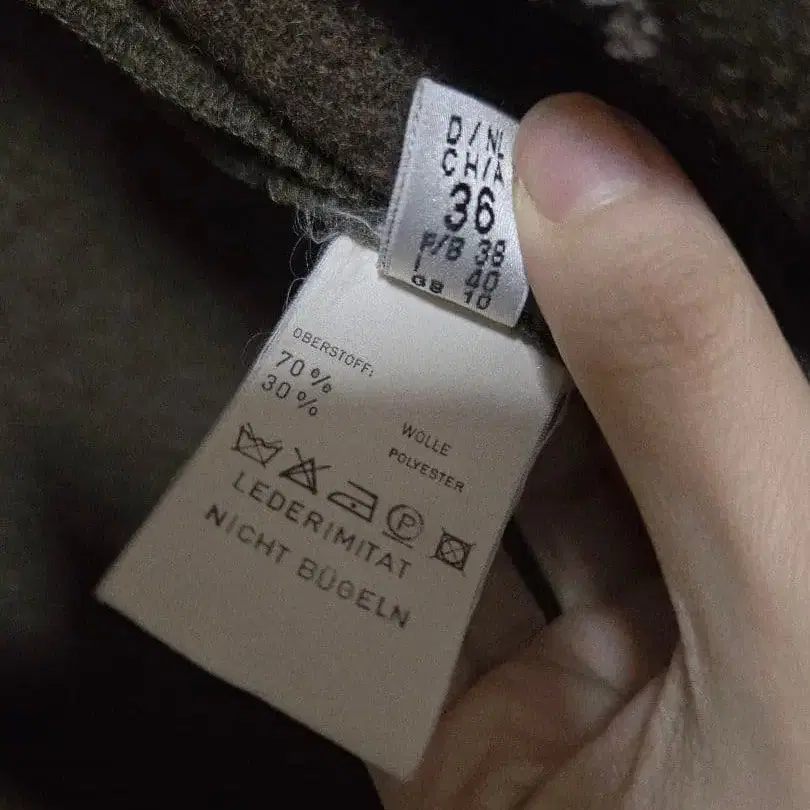 D/NL
CH/A
36
F/B 38
I 40
GB 10
OBERSTOFF:
70% WOLLE
30% POLYESTER
P
LEDERIMITAT
NICHT BÜGELN